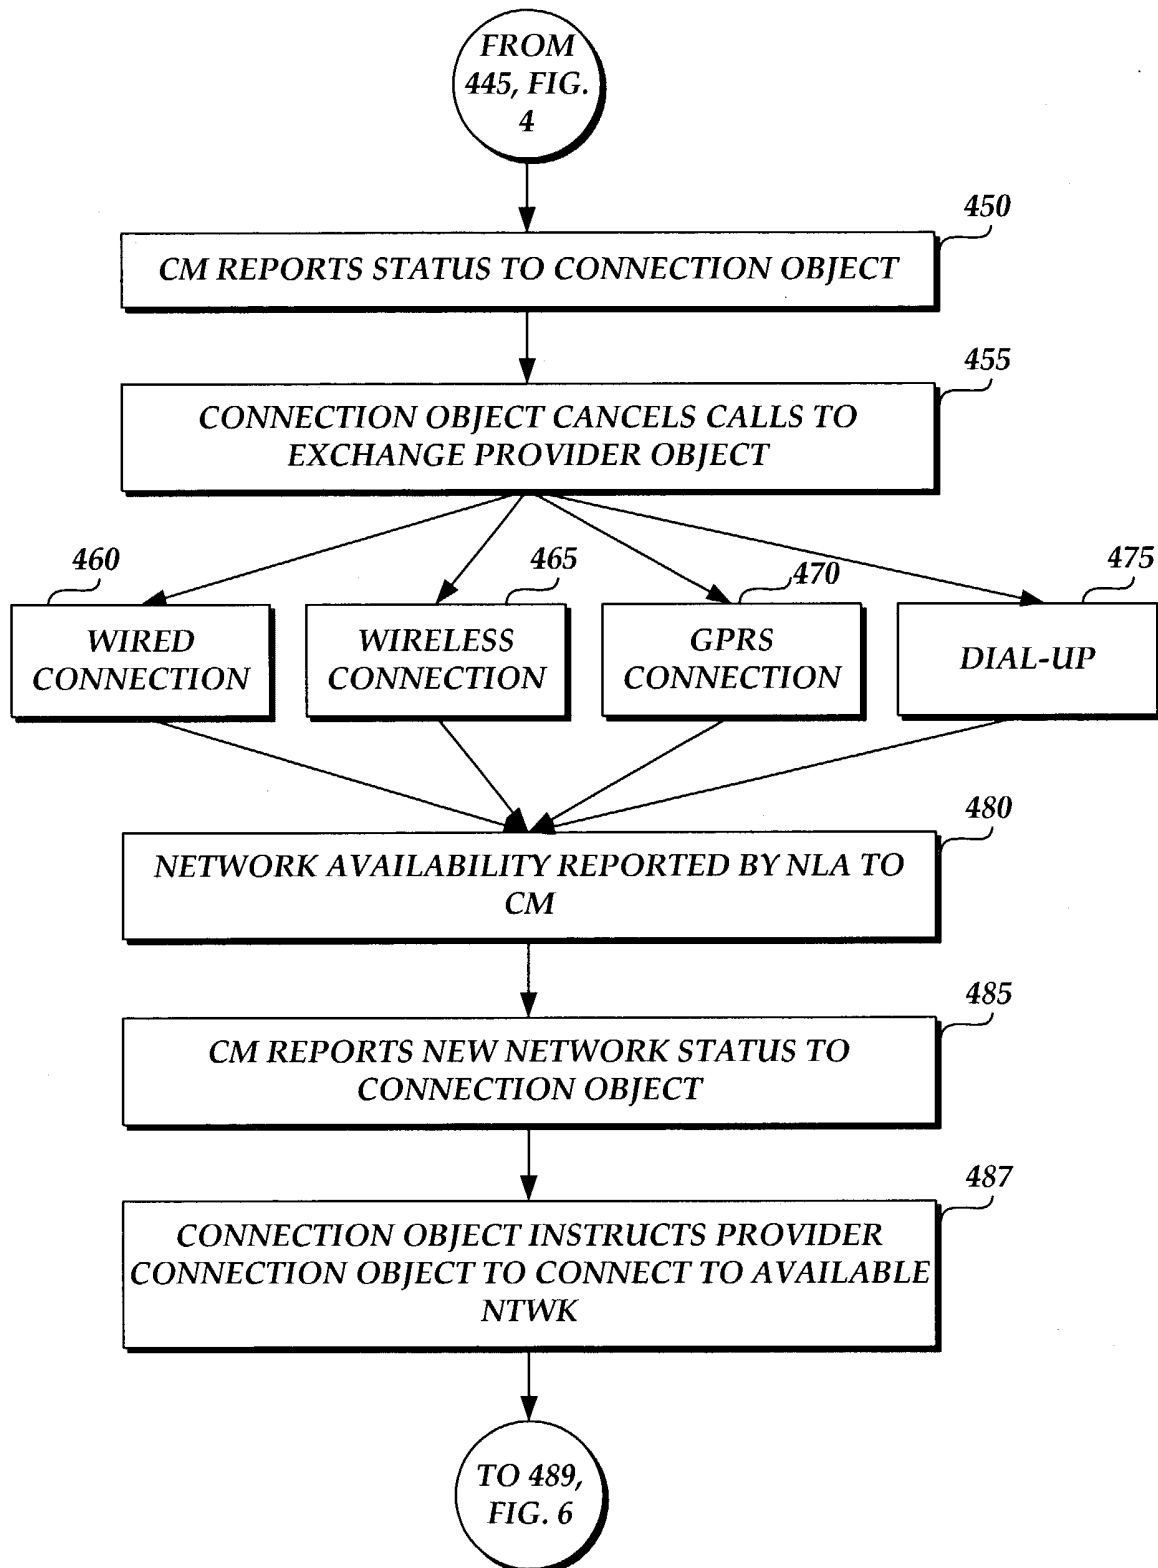 FROM
445, FIG.
4
450
CM REPORTS STATUS TO CONNECTION OBJECT
455
CONNECTION OBJECT CANCELS CALLS TO
EXCHANGE PROVIDER OBJECT
460
465
470
475
WIRED
CONNECTION
WIRELESS
CONNECTION
GPRS
CONNECTION
DIAL-UP
480
NETWORK AVAILABILITY REPORTED BY NLA TO
CM
485
CM REPORTS NEW NETWORK STATUS TO
CONNECTION OBJECT
487
CONNECTION OBJECT INSTRUCTS PROVIDER
CONNECTION OBJECT TO CONNECT TO AVAILABLE
NTWK
TO 489,
FIG. 6